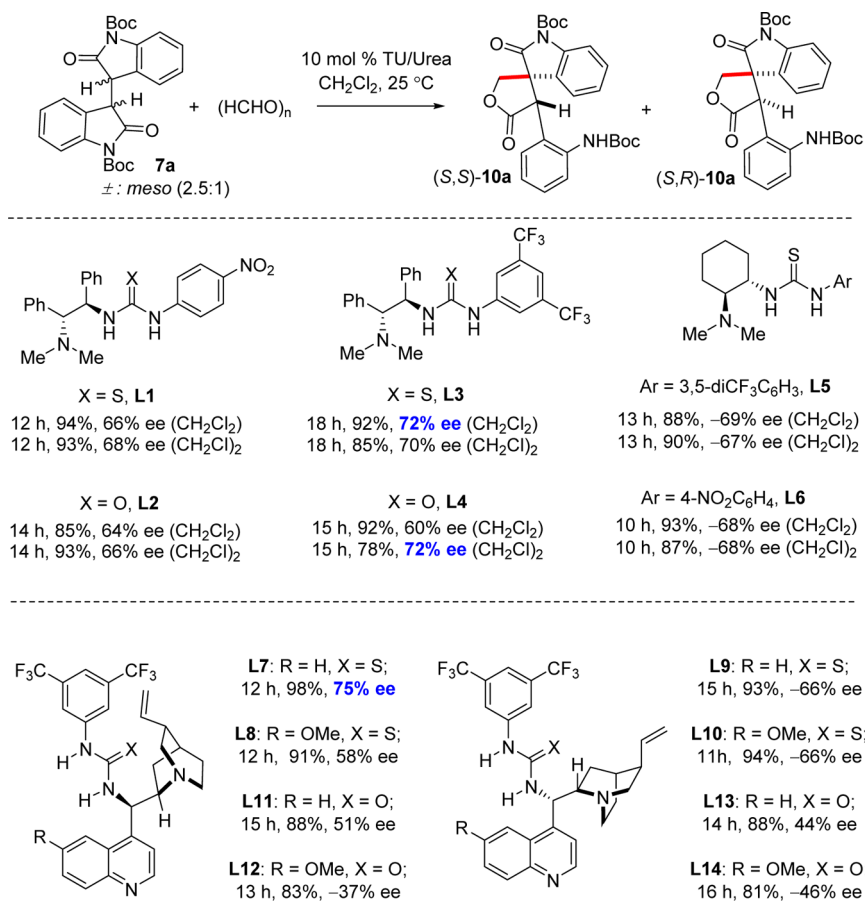 Boc
N
O
H
H
O
N
Boc
7a
± : meso (2.5:1)
+
(HCHO)n
10 mol % TU/Urea
CH2Cl2, 25 °C
Boc
N
O
O
H
O
NHBoc
(S,S)-10a
+
Boc
N
O
O
H
O
NHBoc
(S,R)-10a
Ph
Ph
X
NH
N
H
NO2
N
Me
Me
X = S, L1
12 h, 94%, 66% ee (CH2Cl2)
12 h, 93%, 68% ee (CH2Cl)2
X = O, L2
14 h, 85%, 64% ee (CH2Cl2)
14 h, 93%, 66% ee (CH2Cl)2
CF3
Ph
Ph
X
NH
N
H
CF3
N
Me
Me
X = S, L3
18 h, 92%, 72% ee (CH2Cl2)
18 h, 85%, 70% ee (CH2Cl)2
X = O, L4
15 h, 92%, 60% ee (CH2Cl2)
15 h, 78%, 72% ee (CH2Cl)2
S
N
H
N
H
Ar
N
Me
Me
Ar = 3,5-diCF3C6H3, L5
13 h, 88%, –69% ee (CH2Cl2)
13 h, 90%, –67% ee (CH2Cl)2
Ar = 4-NO2C6H4, L6
10 h, 93%, –68% ee (CH2Cl)
10 h, 87%, –68% ee (CH2Cl)2
F3C
CF3
H
N
X
H
N
N
H
R
N
L7: R = H, X = S;
12 h, 98%, 75% ee
L8: R = OMe, X = S;
12 h, 91%, 58% ee
L11: R = H, X = O;
15 h, 88%, 51% ee
L12: R = OMe, X = O;
13 h, 83%, –37% ee
F3C
CF3
H
N
X
H
N
H
N
R
N
L9: R = H, X = S;
15 h, 93%, –66% ee
L10: R = OMe, X = S;
11h, 94%, –66% ee
L13: R = H, X = O;
14 h, 88%, 44% ee
L14: R = OMe, X = O
16 h, 81%, –46% ee